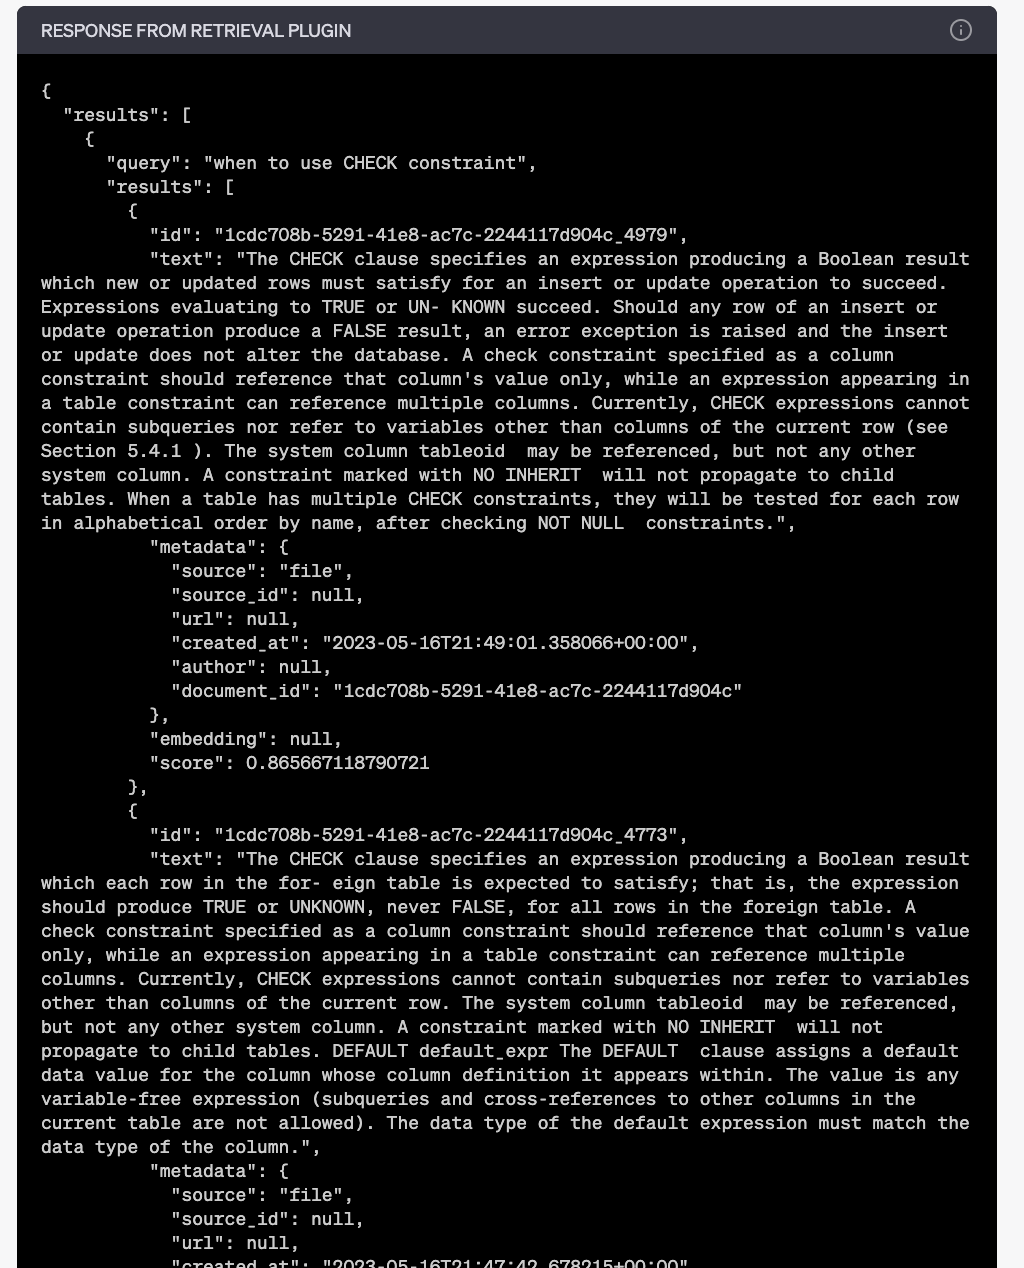 RESPONSE FROM RETRIEVAL PLUGIN
{
"results": [
{
"query": "when to use CHECK constraint",
"results": [
{
"id": "1cdc708b-5291-41e8-ac7c-2244117d904c_4979",
"text": "The CHECK clause specifies an expression producing a Boolean result
which new or updated rows must satisfy for an insert or update operation to succeed.
Expressions evaluating to TRUE or UN- KNOWN succeed. Should any row of an insert or
update operation produce a FALSE result, an error exception is raised and the insert
or update does not alter the database. A check constraint specified as a column
constraint should reference that column's value only, while an expression appearing in
a table constraint can reference multiple columns. Currently, CHECK expressions cannot
contain subqueries nor refer to variables other than columns of the current row (see
Section 5.4.1 ). The system column tableoid  may be referenced, but not any other
system column. A constraint marked with NO INHERIT  will not propagate to child
tables. When a table has multiple CHECK constraints, they will be tested for each row
in alphabetical order by name, after checking NOT NULL  constraints.",
"metadata": {
"source": "file",
"source_id": null,
"url": null,
"created_at": "2023-05-16T21:49:01.358066+00:00",
"author": null,
"document_id": "1cdc708b-5291-41e8-ac7c-2244117d904c"
},
"embedding": null,
"score": 0.865667118790721
},
{
"id": "1cdc708b-5291-41e8-ac7c-2244117d904c_4773",
"text": "The CHECK clause specifies an expression producing a Boolean result
which each row in the for- eign table is expected to satisfy; that is, the expression
should produce TRUE or UNKNOWN, never FALSE, for all rows in the foreign table. A
check constraint specified as a column constraint should reference that column's value
only, while an expression appearing in a table constraint can reference multiple
columns. Currently, CHECK expressions cannot contain subqueries nor refer to variables
other than columns of the current row. The system column tableoid  may be referenced,
but not any other system column. A constraint marked with NO INHERIT  will not
propagate to child tables. DEFAULT default_expr The DEFAULT  clause assigns a default
data value for the column whose column definition it appears within. The value is any
variable-free expression (subqueries and cross-references to other columns in the
current table are not allowed). The data type of the default expression must match the
data type of the column.",
"metadata": {
"source": "file",
"source_id": null,
"url": null,
"created_at": "2023-05-16T21:47:42.678215+00:00"